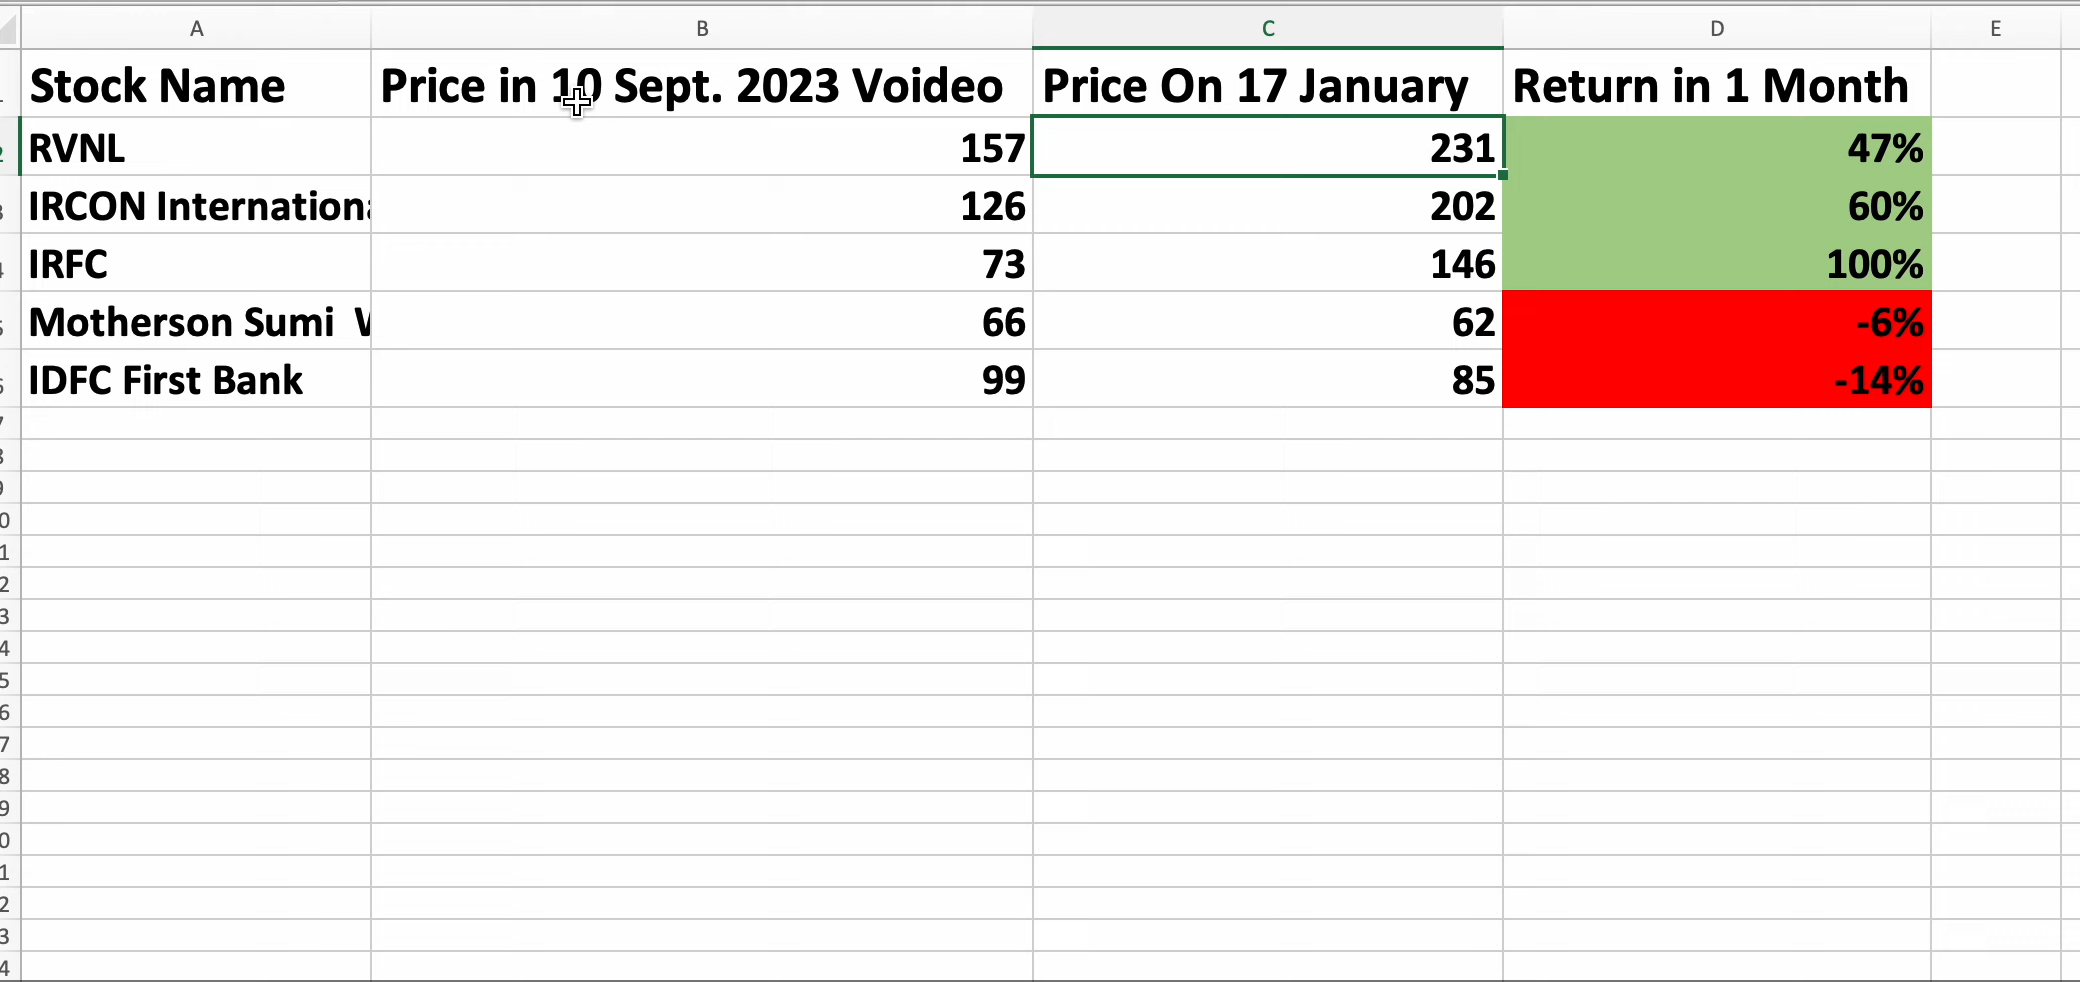 A B C D E
Stock Name Price in 10 Sept. 2023 Voideo Price On 17 January Return in 1 Month
RVNL 157 231 47%
IRCON Internation 126 202 60%
IRFC 73 146 100%
Motherson Sumi 66 62 -6%
IDFC First Bank 99 85 -14%